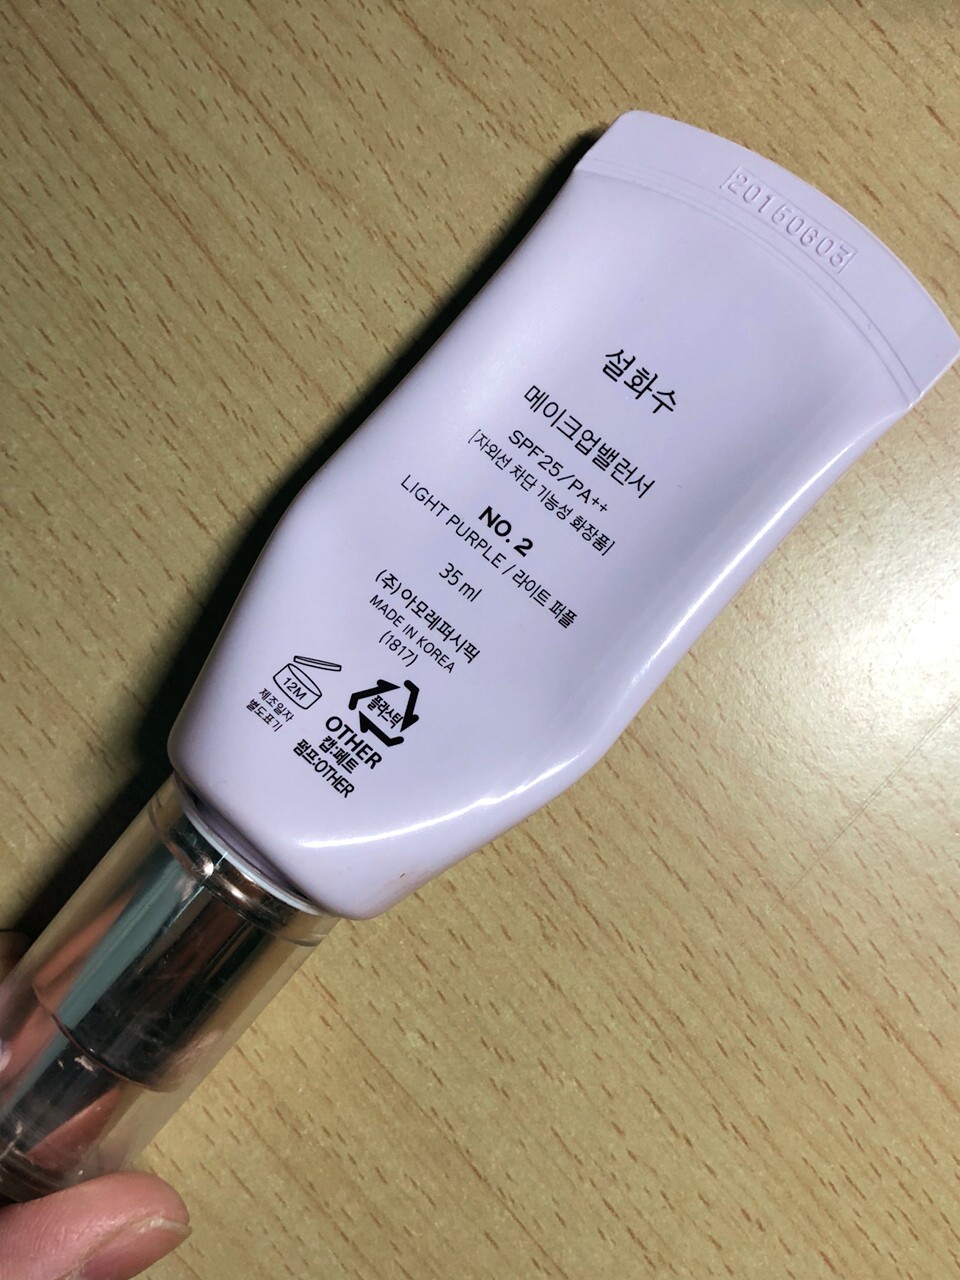 20150603
설화수
메이크업밸런서
SPF25/PA++
[자외선 차단 기능성 화장품]
NO. 2
LIGHT PURPLE / 라이트 퍼플
35 ml
(주)아모레퍼시픽
MADE IN KOREA
(1817)
12M
제조일자
별도표기
플라스틱
OTHER
캡:페트
펌프:OTHER